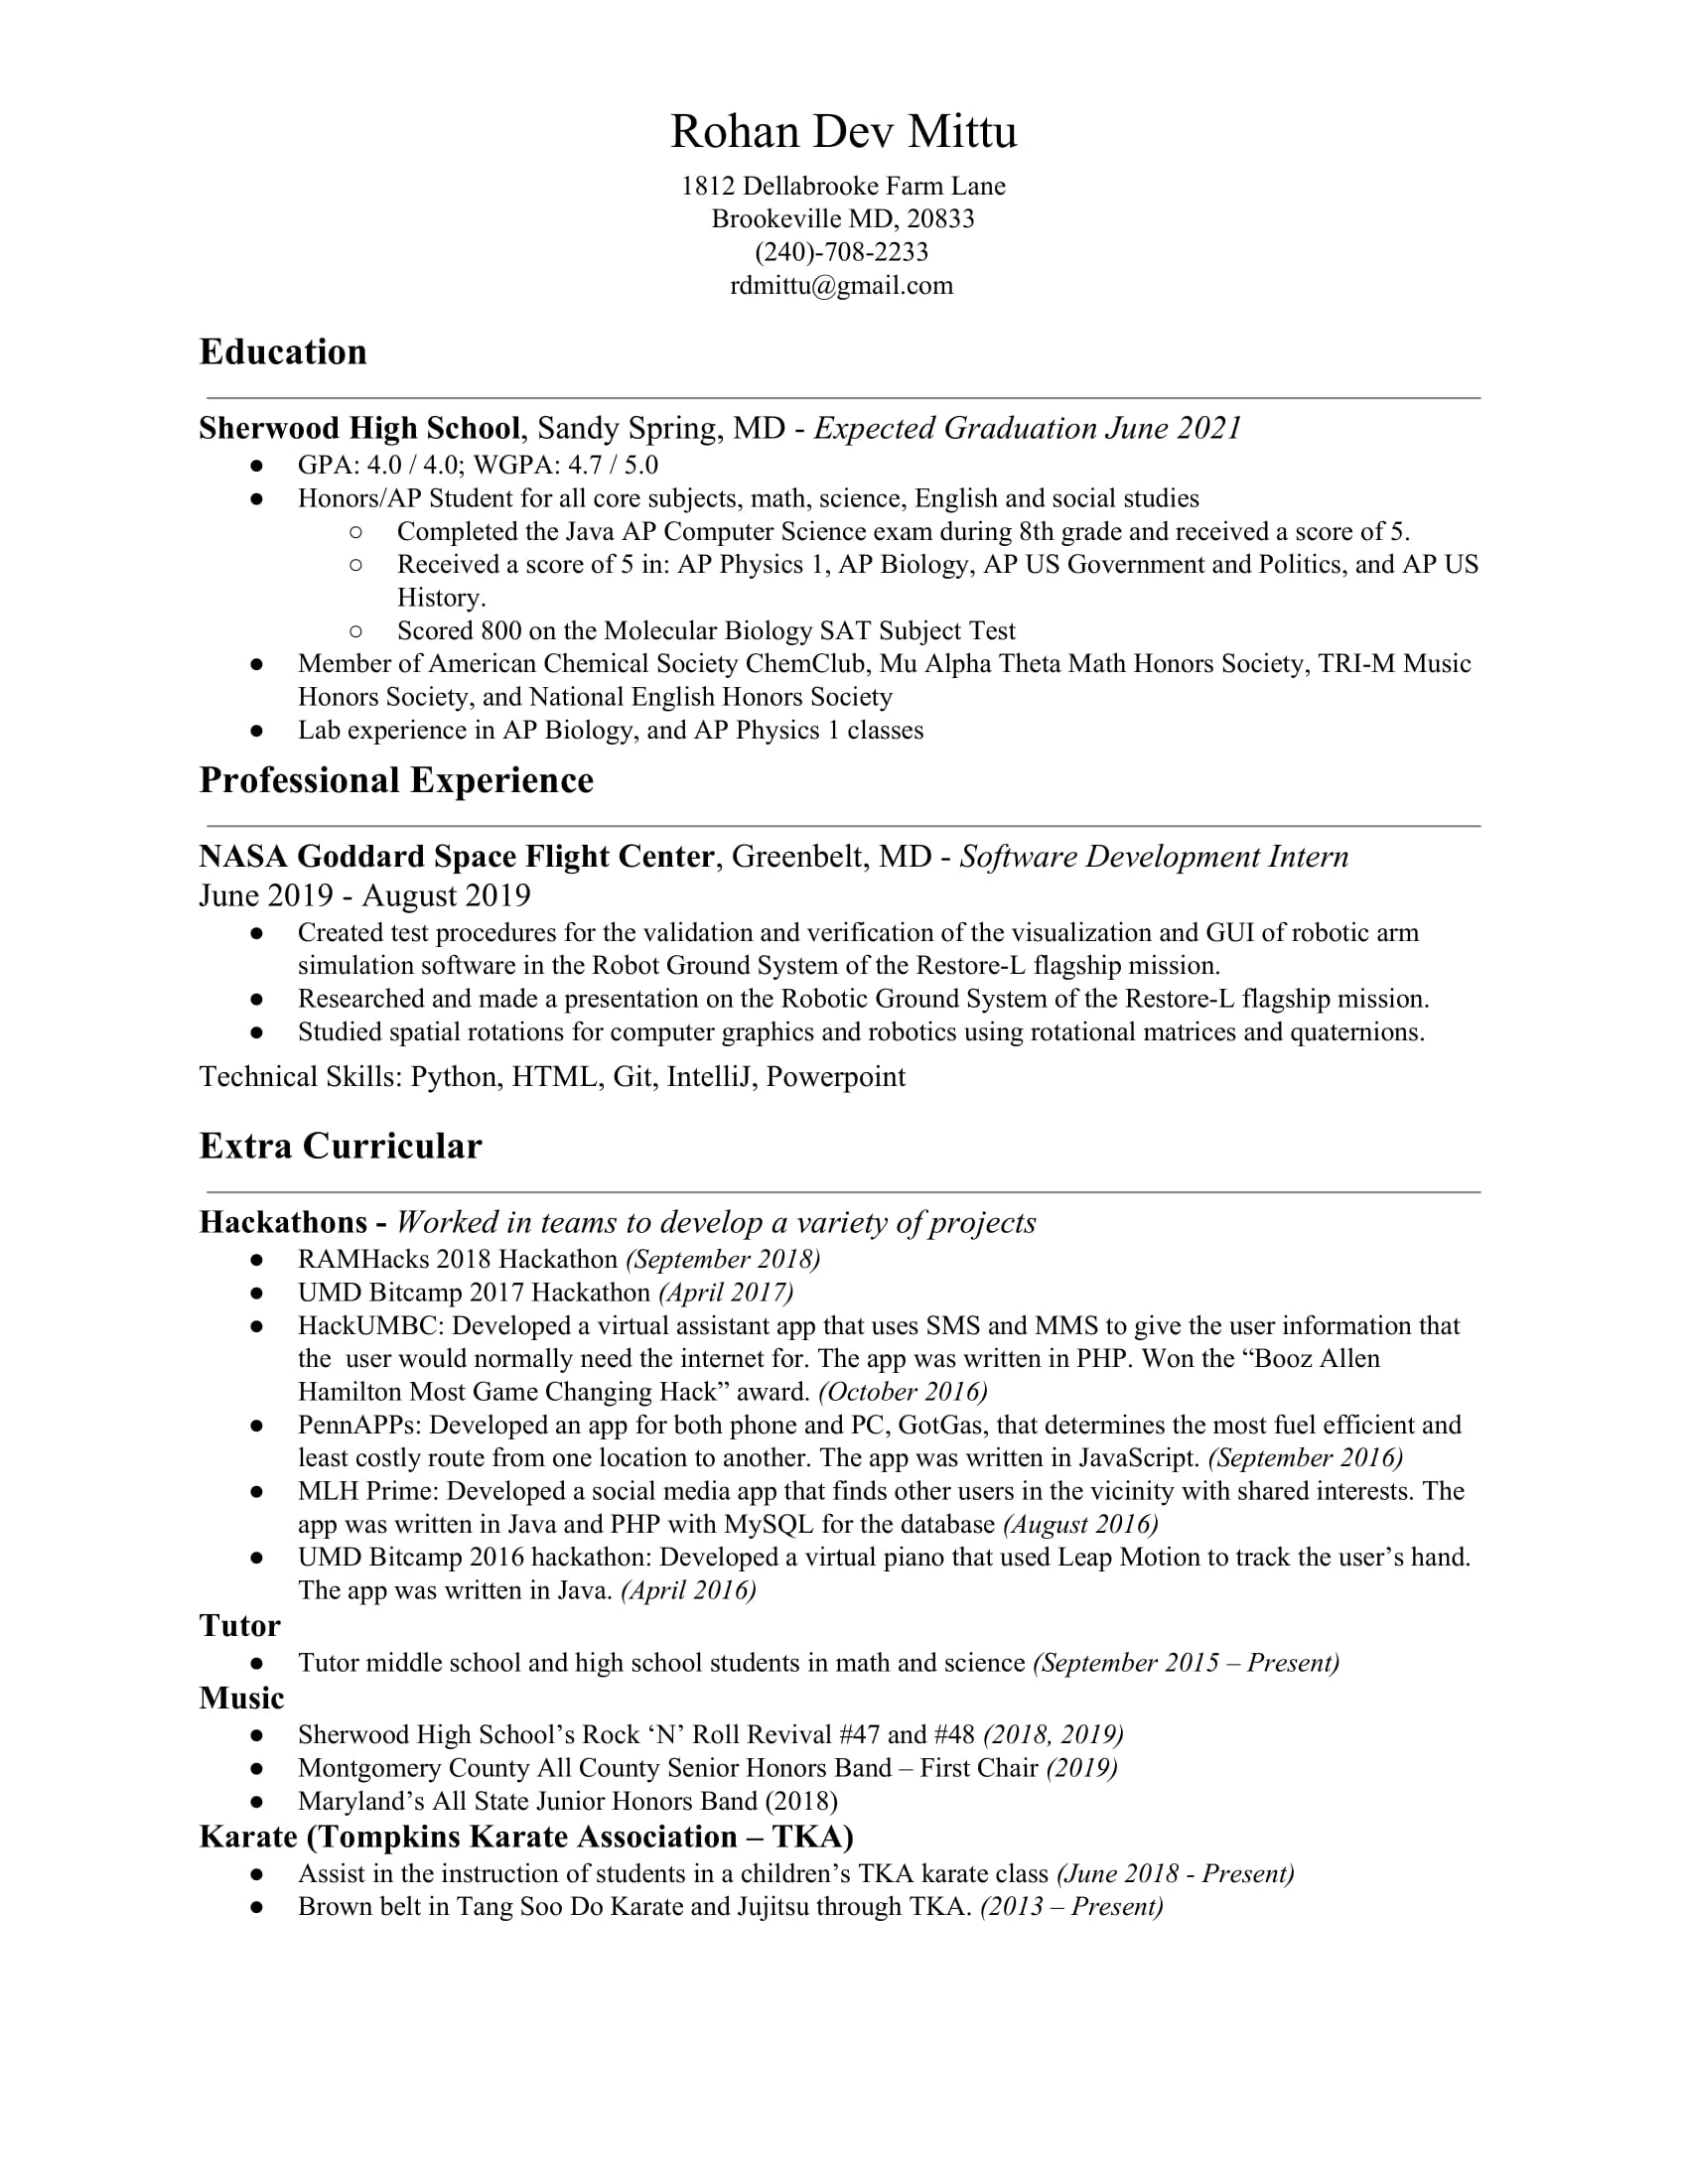 Rohan Dev Mittu
1812 Dellabrooke Farm Lane
Brookeville MD, 20833
(240)-708-2233
rdmittu@gmail.com
Education
Sherwood High School, Sandy Spring, MD - Expected Graduation June 2021
● GPA: 4.0 / 4.0; WGPA: 4.7 / 5.0
● Honors/AP Student for all core subjects, math, science, English and social studies
○ Completed the Java AP Computer Science exam during 8th grade and received a score of 5.
○ Received a score of 5 in: AP Physics 1, AP Biology, AP US Government and Politics, and AP US
History.
○ Scored 800 on the Molecular Biology SAT Subject Test
● Member of American Chemical Society ChemClub, Mu Alpha Theta Math Honors Society, TRI-M Music
Honors Society, and National English Honors Society
● Lab experience in AP Biology, and AP Physics 1 classes
Professional Experience
NASA Goddard Space Flight Center, Greenbelt, MD - Software Development Intern
June 2019 - August 2019
● Created test procedures for the validation and verification of the visualization and GUI of robotic arm
simulation software in the Robot Ground System of the Restore-L flagship mission.
● Researched and made a presentation on the Robotic Ground System of the Restore-L flagship mission.
● Studied spatial rotations for computer graphics and robotics using rotational matrices and quaternions.
Technical Skills: Python, HTML, Git, IntelliJ, Powerpoint
Extra Curricular
Hackathons - Worked in teams to develop a variety of projects
● RAMHacks 2018 Hackathon (September 2018)
● UMD Bitcamp 2017 Hackathon (April 2017)
● HackUMBC: Developed a virtual assistant app that uses SMS and MMS to give the user information that
the  user would normally need the internet for. The app was written in PHP. Won the “Booz Allen
Hamilton Most Game Changing Hack” award. (October 2016)
● PennAPPs: Developed an app for both phone and PC, GotGas, that determines the most fuel efficient and
least costly route from one location to another. The app was written in JavaScript. (September 2016)
● MLH Prime: Developed a social media app that finds other users in the vicinity with shared interests. The
app was written in Java and PHP with MySQL for the database (August 2016)
● UMD Bitcamp 2016 hackathon: Developed a virtual piano that used Leap Motion to track the user’s hand.
The app was written in Java. (April 2016)
Tutor
● Tutor middle school and high school students in math and science (September 2015 – Present)
Music
● Sherwood High School’s Rock ‘N’ Roll Revival #47 and #48 (2018, 2019)
● Montgomery County All County Senior Honors Band – First Chair (2019)
● Maryland’s All State Junior Honors Band (2018)
Karate (Tompkins Karate Association – TKA)
● Assist in the instruction of students in a children’s TKA karate class (June 2018 - Present)
● Brown belt in Tang Soo Do Karate and Jujitsu through TKA. (2013 – Present)